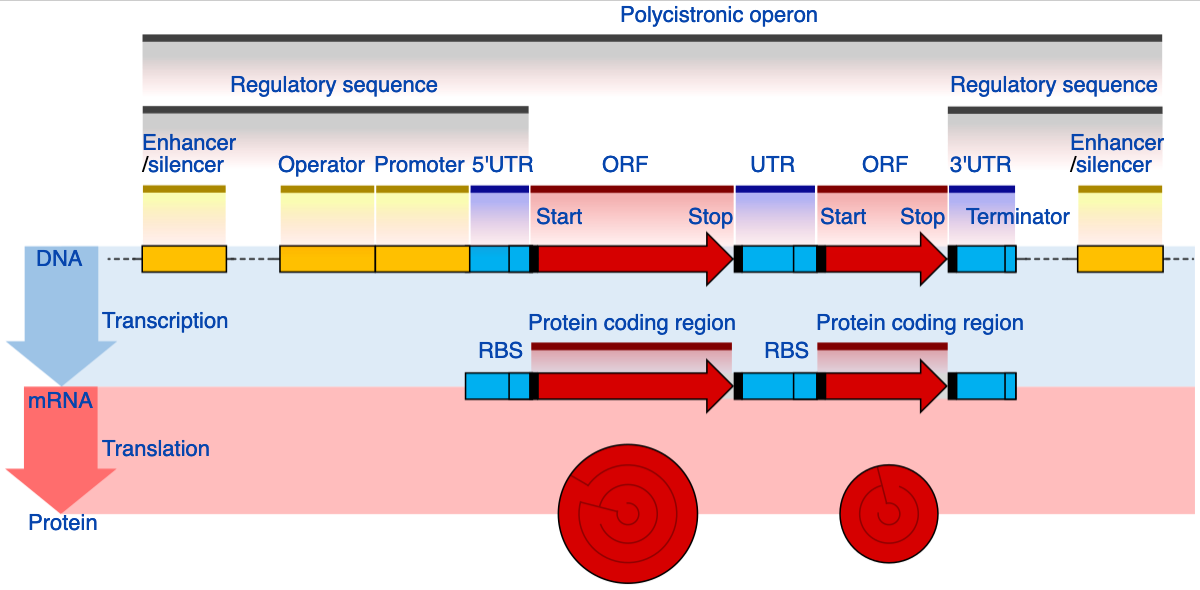 Polycistronic operon
Regulatory sequence
Regulatory sequence
Enhancer
/silencer
Operator
Promoter
5'UTR
ORF
UTR
ORF
3'UTR
Enhancer
/silencer
Start
Stop
Start
Stop
Terminator
DNA
Transcription
Protein coding region
Protein coding region
RBS
RBS
mRNA
Translation
Protein